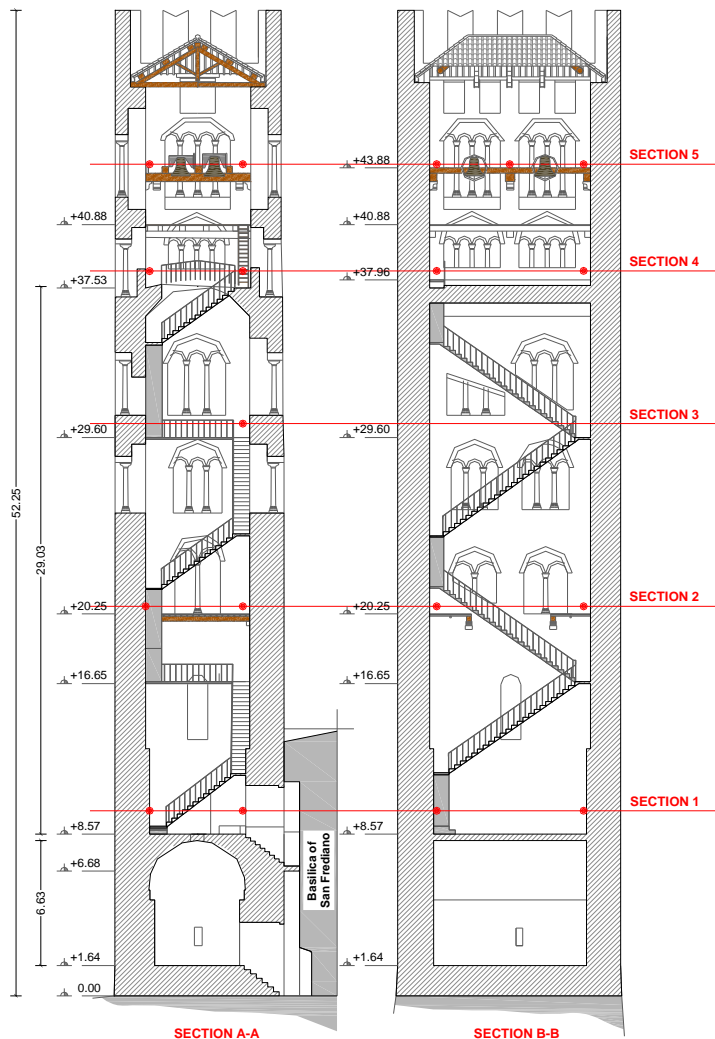 +43.88
SECTION 5
+40.88
+40.88
SECTION 4
+37.53
+37.96
SECTION 3
+29.60
+29.60
52.25
29.03
SECTION 2
+20.25
+20.25
+16.65
+16.65
SECTION 1
+8.57
+8.57
+6.68
6.63
Basilica of
San Frediano
+1.64
+1.64
0.00
SECTION A-A
SECTION B-B